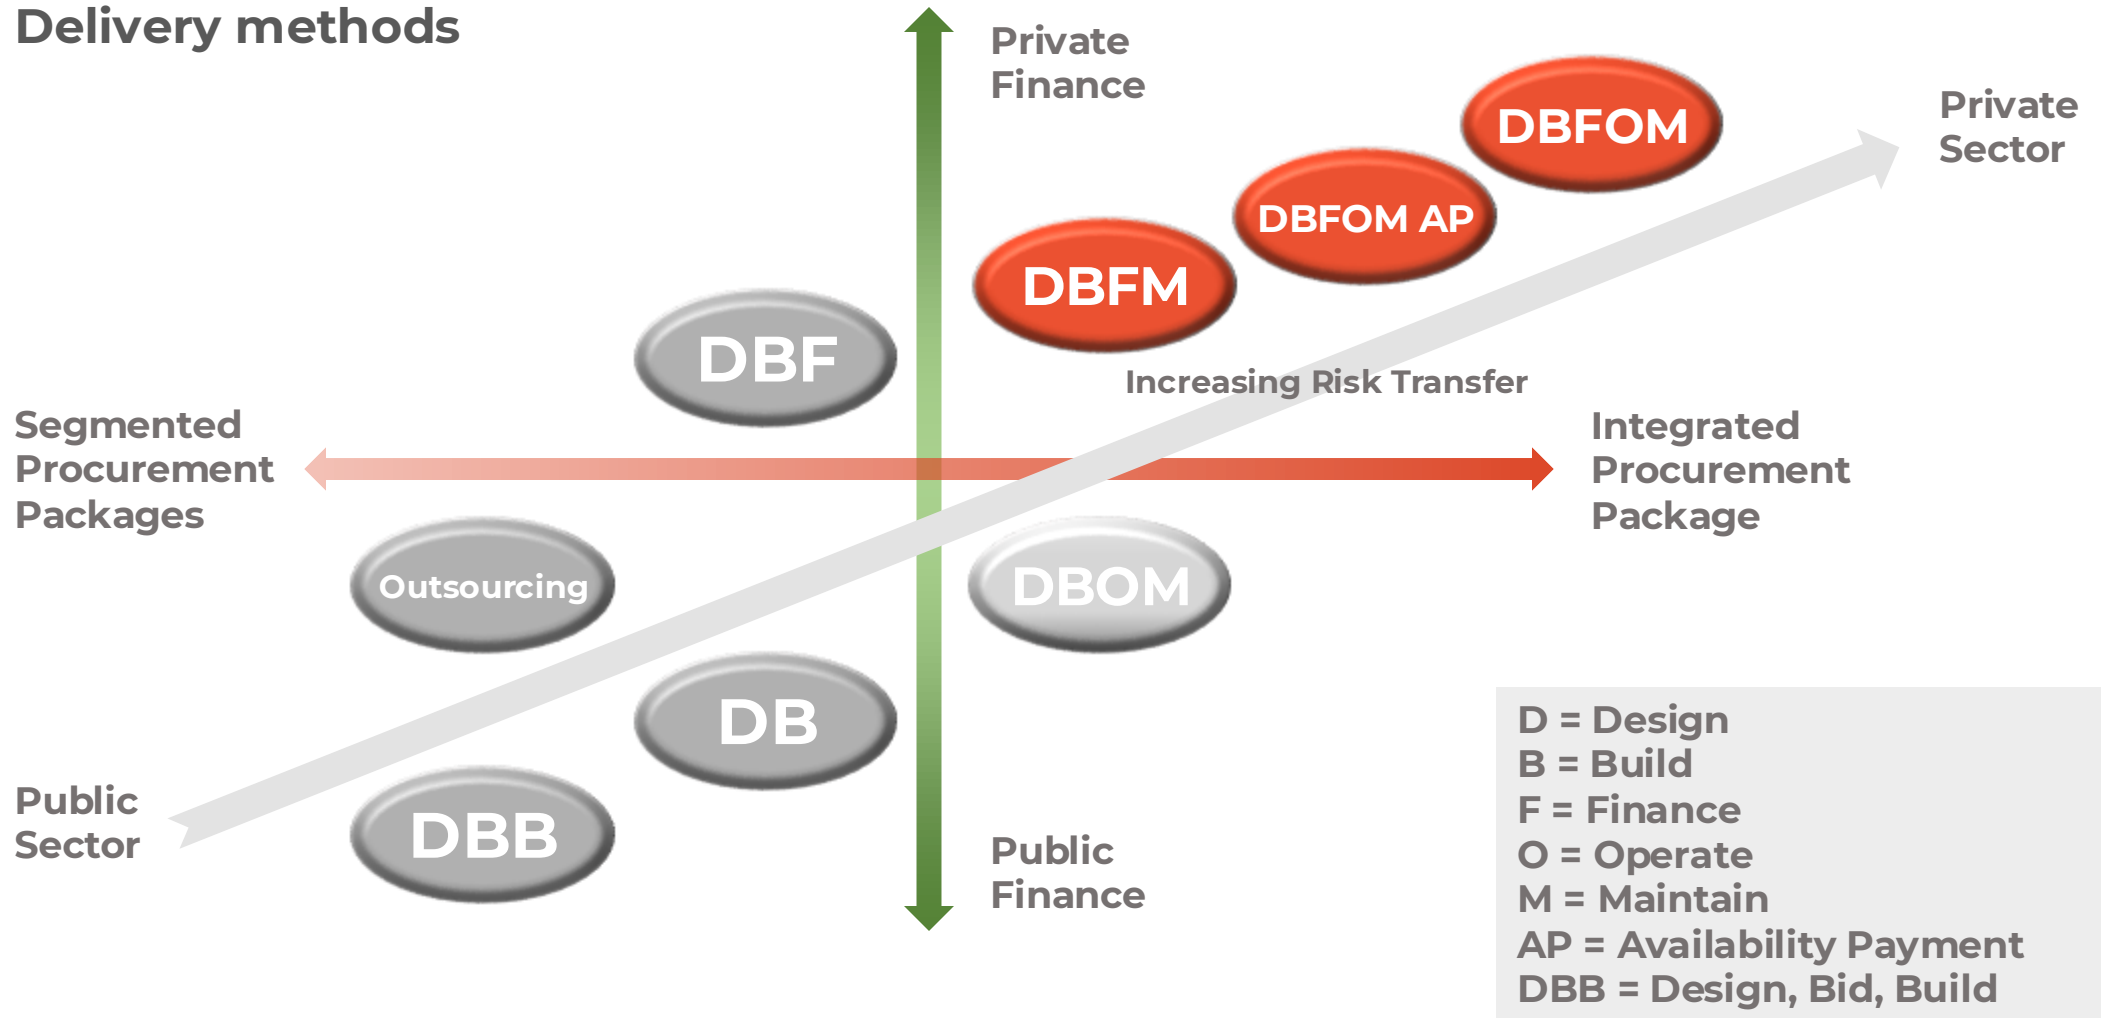 Delivery methods
Private
Finance
Private
Sector
DBFOM
DBFOM AP
DBFM
DBF
Increasing Risk Transfer
Segmented
Procurement
Packages
Integrated
Procurement
Package
Outsourcing
DBOM
DB
DBB
Public
Sector
Public
Finance
D = Design
B = Build
F = Finance
O = Operate
M = Maintain
AP = Availability Payment
DBB = Design, Bid, Build